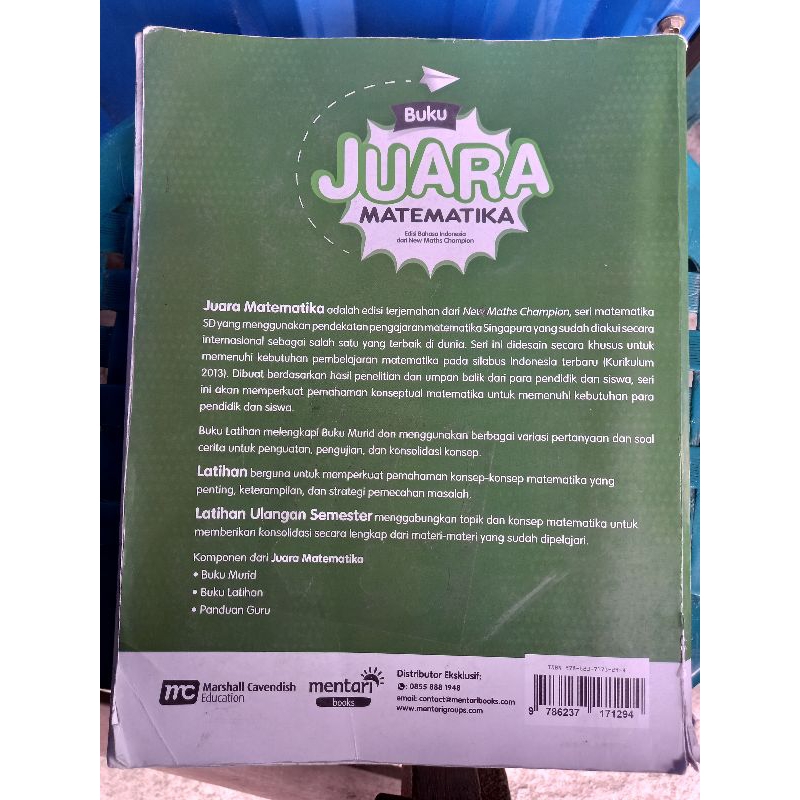 Buku
JUARA
MATEMATIKA
Edisi Bahasa Indonesia
dari New Maths Champion
Juara Matematika adalah edisi terjemahan dari New Maths Champion, seri matematika
SD yang menggunakan pendekatan pengajaran matematika Singapura yang sudah diakui secara
internasional sebagai salah satu yang terbaik di dunia. Seri ini didesain secara khusus untuk
memenuhi kebutuhan pembelajaran matematika pada silabus Indonesia terbaru (Kurikulum
2013). Dibuat berdasarkan hasil penelitian dan umpan balik dari para pendidik dan siswa, seri
ini akan memperkuat pemahaman konseptual matematika untuk memenuhi kebutuhan para
pendidik dan siswa.
Buku Latihan melengkapi Buku Murid dan menggunakan berbagai variasi pertanyaan dan soal
cerita untuk penguatan, pengujian, dan konsolidasi konsep.
Latihan berguna untuk memperkuat pemahaman konsep-konsep matematika yang
penting, keterampilan, dan strategi pemecahan masalah.
Latihan Ulangan Semester menggabungkan topik dan konsep matematika untuk
memberikan konsolidasi secara lengkap dari materi-materi yang sudah dipelajari.
Komponen dari Juara Matematika
• Buku Murid
• Buku Latihan
• Panduan Guru
mc Marshall Cavendish
Education
mentari
books
Distributor Eksklusif:
: 0855 888 1948
email: contact@mentaribooks.com
www.mentarigroups.com
ISBN 978-623-7171-29-4
9 786237 171294